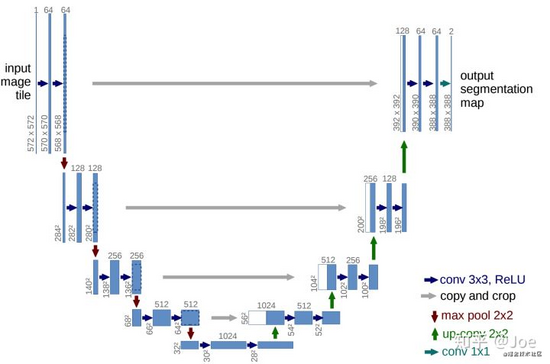 1 64 64
128 64 64 2
input
image
tile
output
segmentation
map
572 x 572
570 x 570
568 x 568
392 x 392
390 x 390
388 x 388
388 x 388
128 128
256 128
284²
282²
280²
200²
198²
196²
256 256
512 256
140²
138²
136²
104²
102²
100²
512 512
1024 512
68²
66²
64²
56²
54²
52²
1024
32²
30²
28²
conv 3x3, ReLU
copy and crop
max pool 2x2
up-conv 2x2
conv 1x1
知乎 @Joe